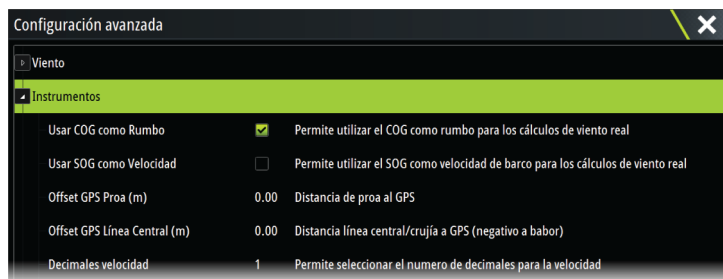 Configuración avanzada
Viento
Instrumentos
Usar COG como Rumbo Permite utilizar el COG como rumbo para los cálculos de viento real
Usar SOG como Velocidad Permite utilizar el SOG como velocidad de barco para los cálculos de viento real
Offset GPS Proa (m) 0.00 Distancia de proa al GPS
Offset GPS Línea Central (m) 0.00 Distancia línea central/crujía a GPS (negativo a babor)
Decimales velocidad 1 Permite seleccionar el numero de decimales para la velocidad